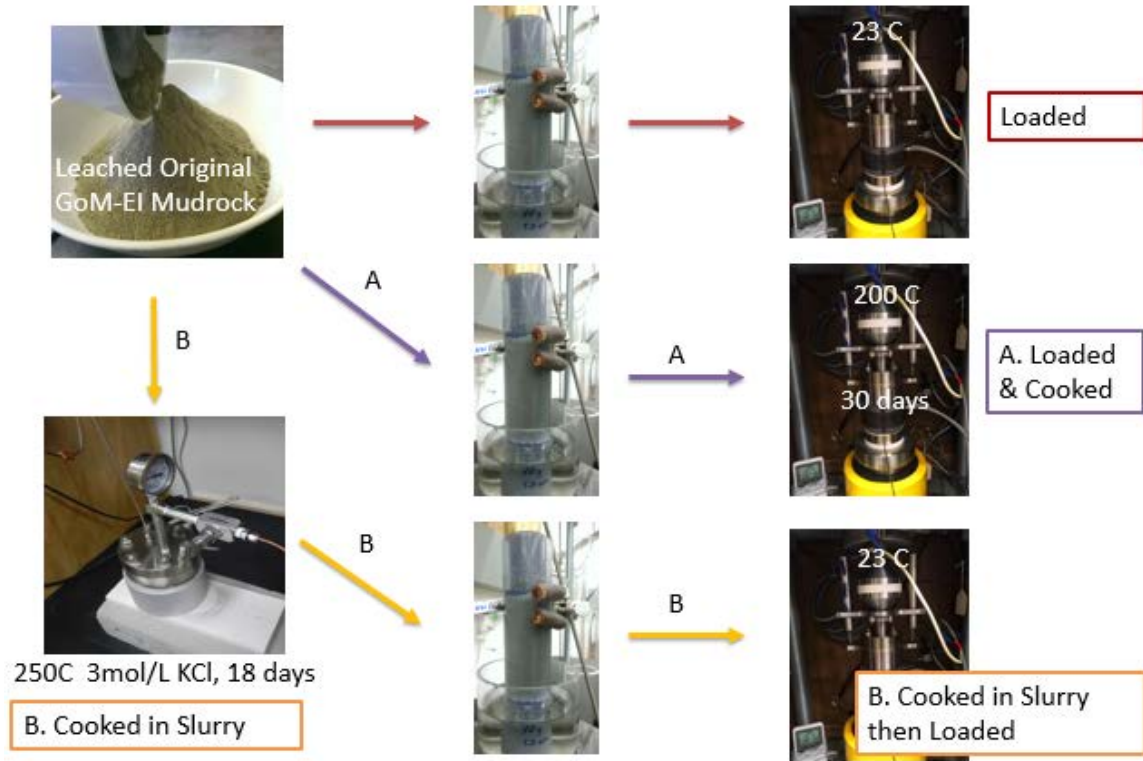 Leached Original
GoM-EI Mudrock
23 C
Loaded
A
200 C
A
30 days
A. Loaded
& Cooked
B
B
23 C
B
250C 3mol/L KCl, 18 days
B. Cooked in Slurry
B. Cooked in Slurry
then Loaded